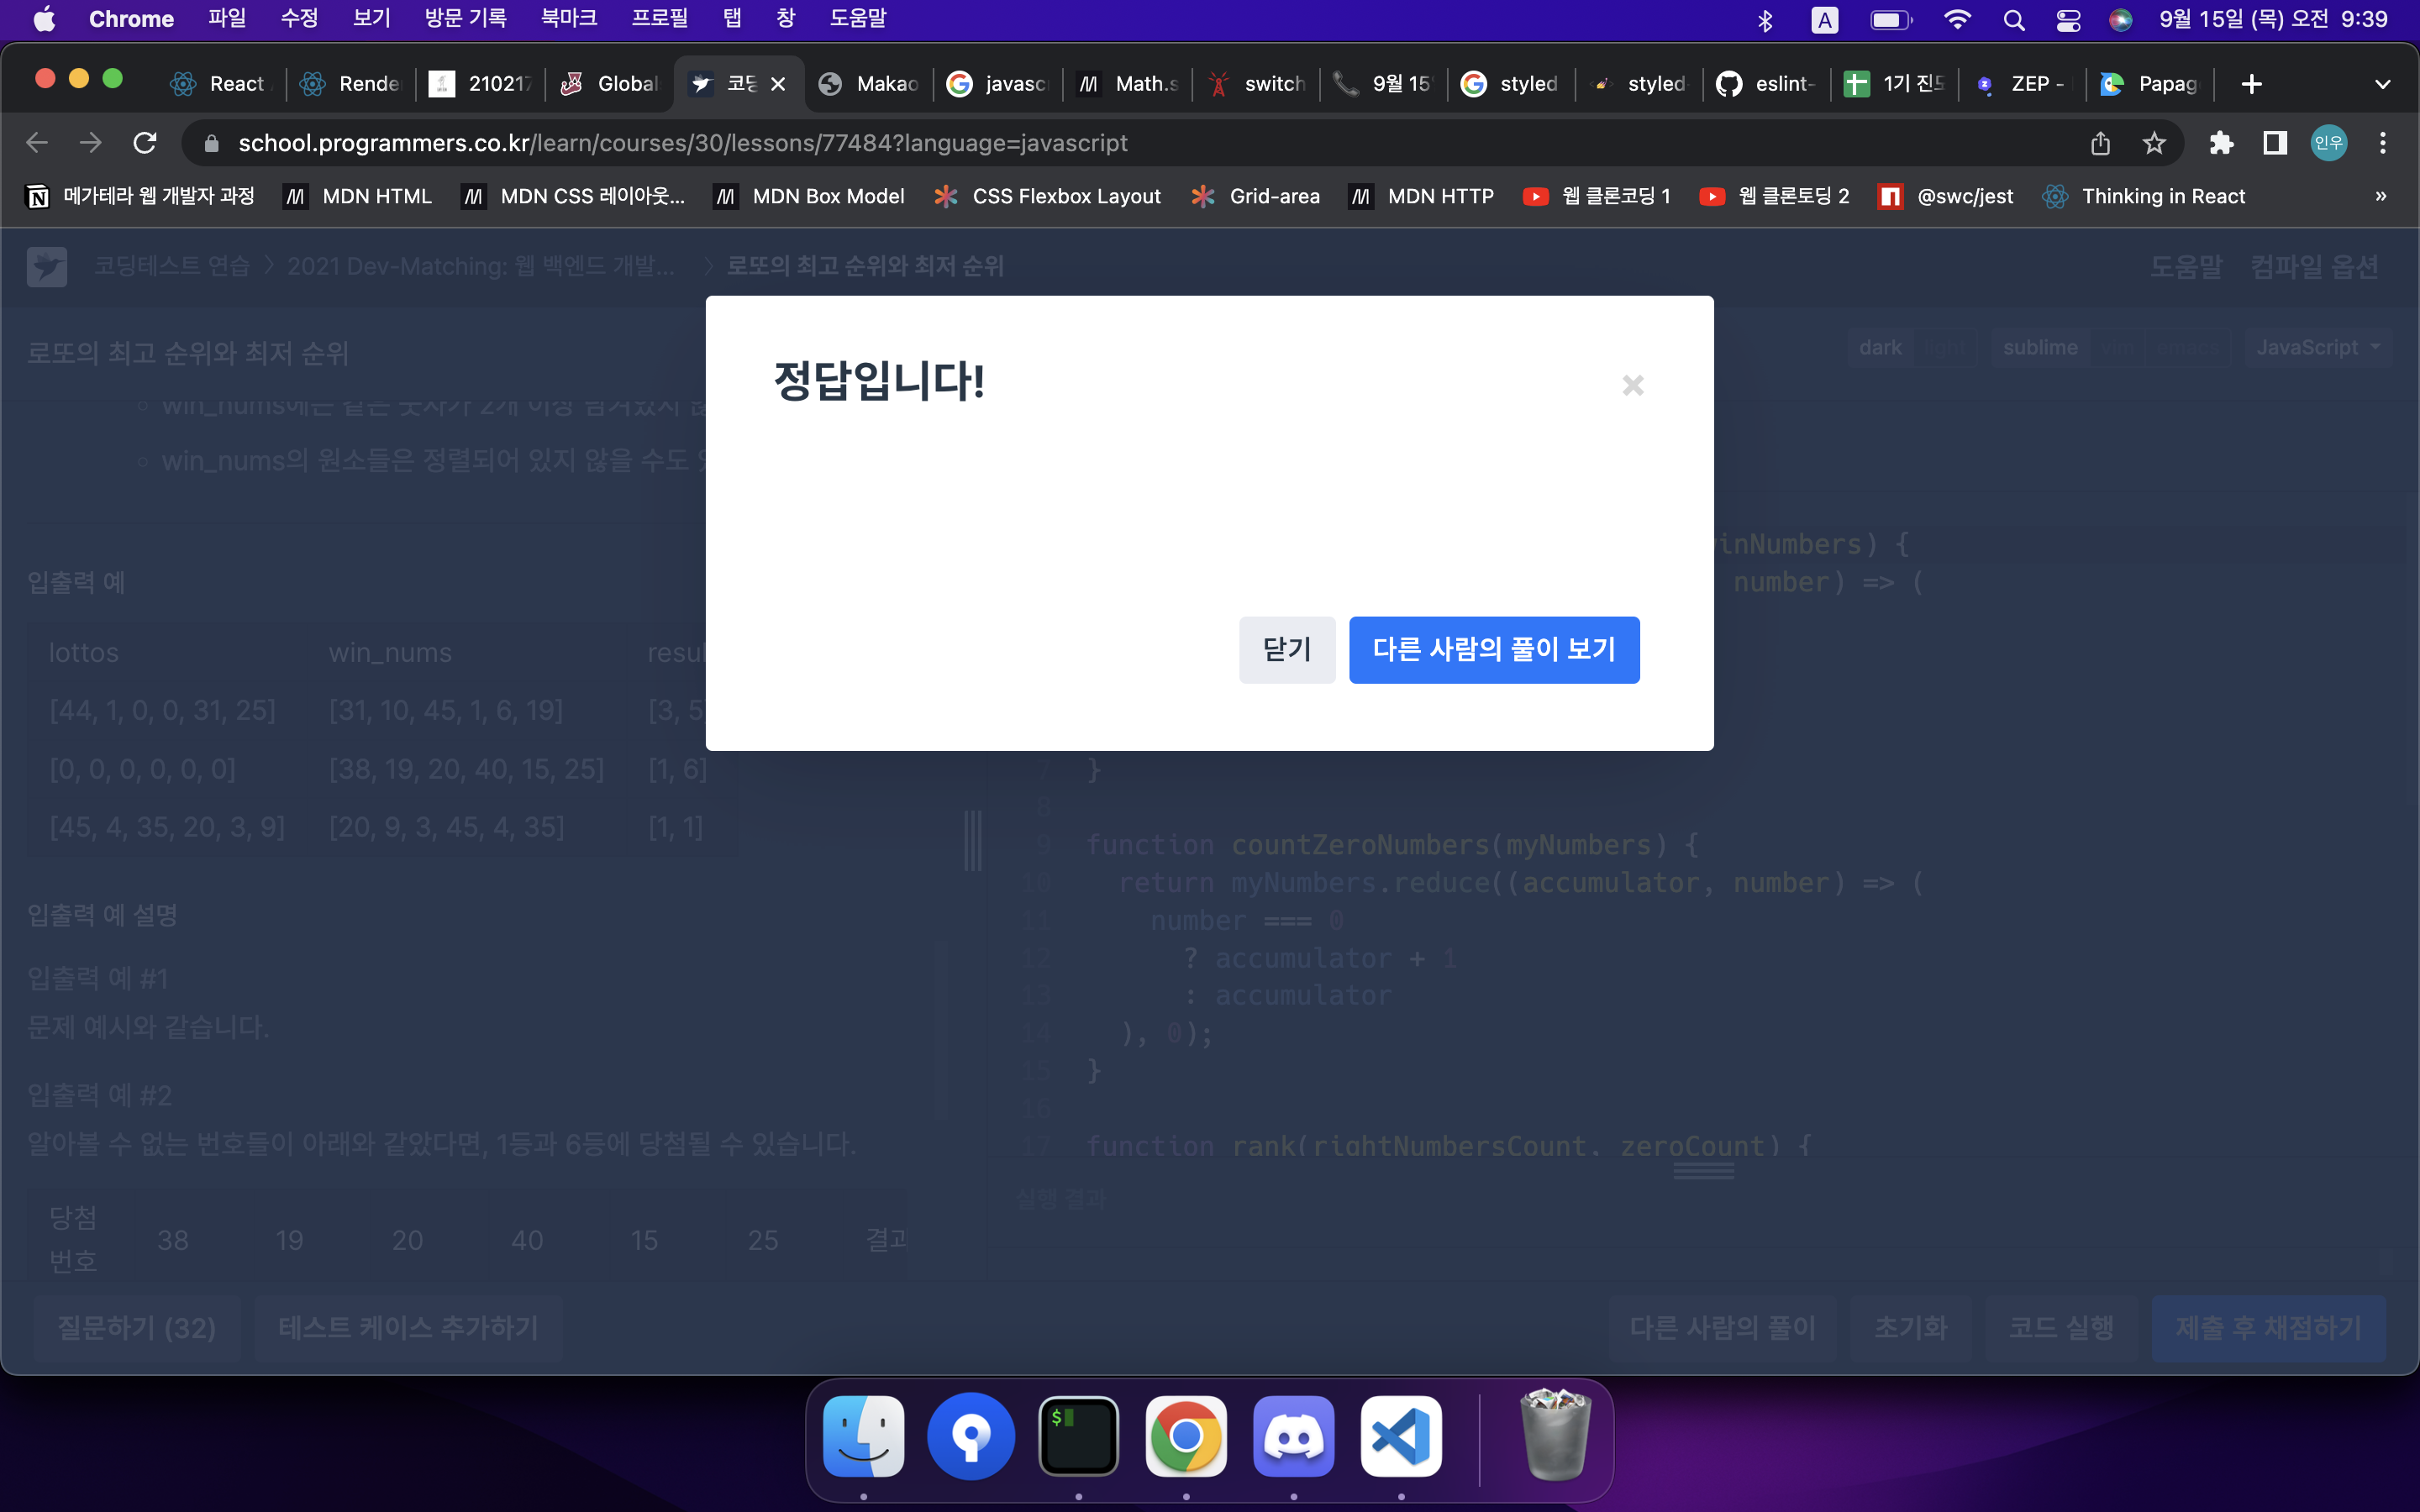 Chrome 파일 수정 보기 방문 기록 북마크 프로필 탭 창 도움말 A 9월 15일 (목) 오전 9:39
React Rende 21021 Global 코딩 Makao javasc Math.s switch 9월 15 styled styled eslint- 1기 진도 ZEP - Papag
school.programmers.co.kr/learn/courses/30/lessons/77484?language=javascript 인우
메가테라 웹 개발자 과정 MDN HTML MDN CSS 레이아웃... MDN Box Model CSS Flexbox Layout Grid-area MDN HTTP 웹 클론코딩 1 웹 클론토딩 2 @swc/jest Thinking in React »
코딩테스트 연습 2021 Dev-Matching: 웹 백엔드 개발... 로또의 최고 순위와 최저 순위 도움말 컴파일 옵션
로또의 최고 순위와 최저 순위 dark light sublime vim emacs JavaScript
정답입니다!
닫기 다른 사람의 풀이 보기
win_nums에는 같은 숫자가 2개 이상 담겨있지
win_nums의 원소들은 정렬되어 있지 않을 수도
입출력 예
lottos win_nums resul
[44, 1, 0, 0, 31, 25] [31, 10, 45, 1, 6, 19] [3, 5
[0, 0, 0, 0, 0, 0] [38, 19, 20, 40, 15, 25] [1, 6]
[45, 4, 35, 20, 3, 9] [20, 9, 3, 45, 4, 35] [1, 1]
입출력 예 설명
입출력 예 #1
문제 예시와 같습니다.
입출력 예 #2
알아볼 수 없는 번호들이 아래와 같았다면, 1등과 6등에 당첨될 수 있습니다.
당첨 번호 38 19 20 40 15 25 결과
inNumbers) {
number) => (
7 }
8
9 function countZeroNumbers(myNumbers) {
10 return myNumbers.reduce((accumulator, number) => (
11 number === 0
12 ? accumulator + 1
13 : accumulator
14 ), 0);
15 }
16
17 function rank(rightNumbersCount, zeroCount) {
실행 결과
질문하기 (32) 테스트 케이스 추가하기 다른 사람의 풀이 초기화 코드 실행 제출 후 채점하기